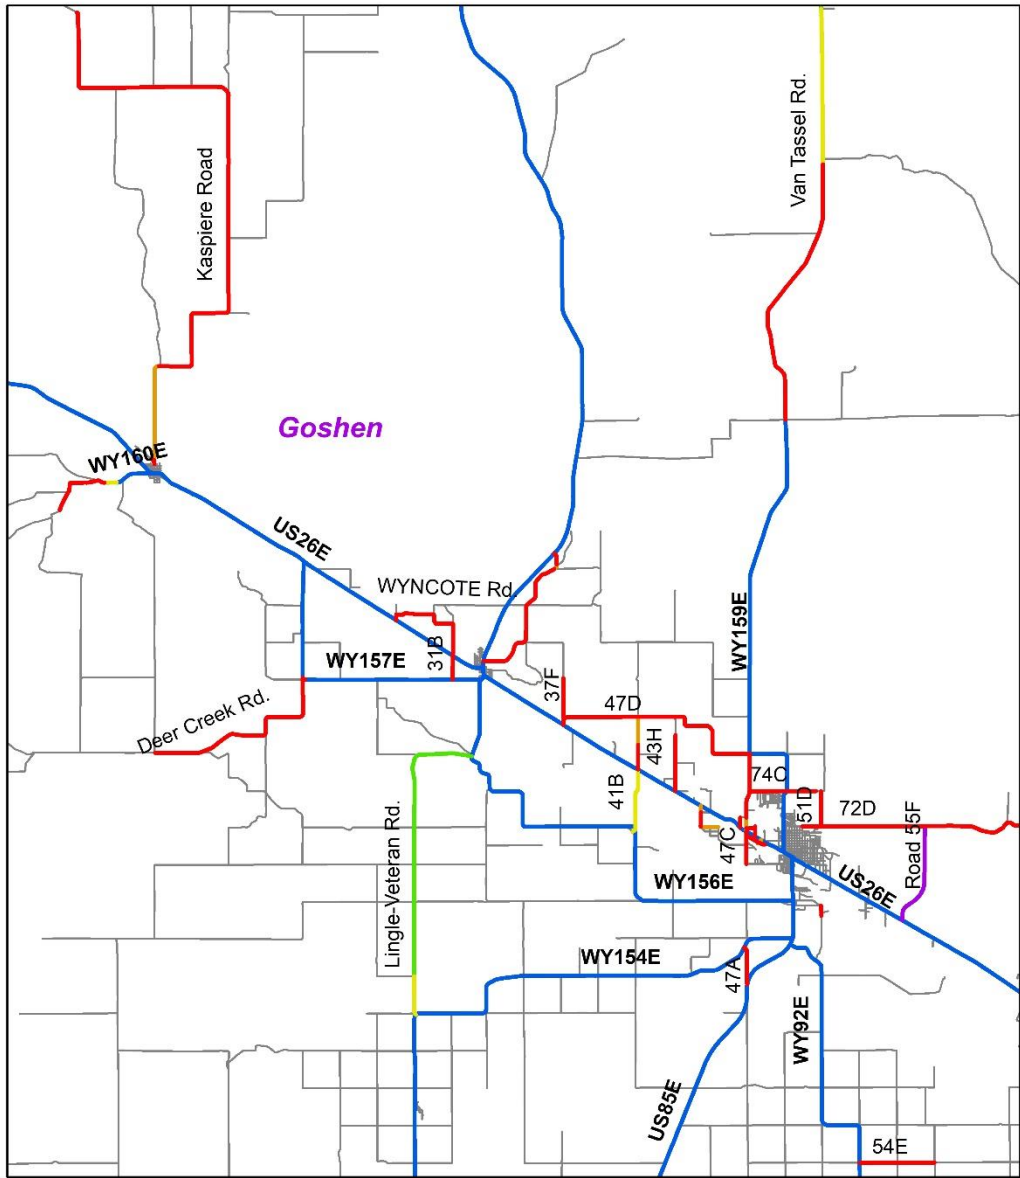 Van Tassel Rd.
Kaspiere Road
Goshen
WY160E
US26E
WYNCOTE Rd.
WY159E
31B
WY157E
37F
47D
Deer Creek Rd.
43H
74C
41B
51D
72D
Road 55F
47C
Lingle-Veteran Rd.
WY156E
US26E
WY154E
47A
WY92E
US85E
54E